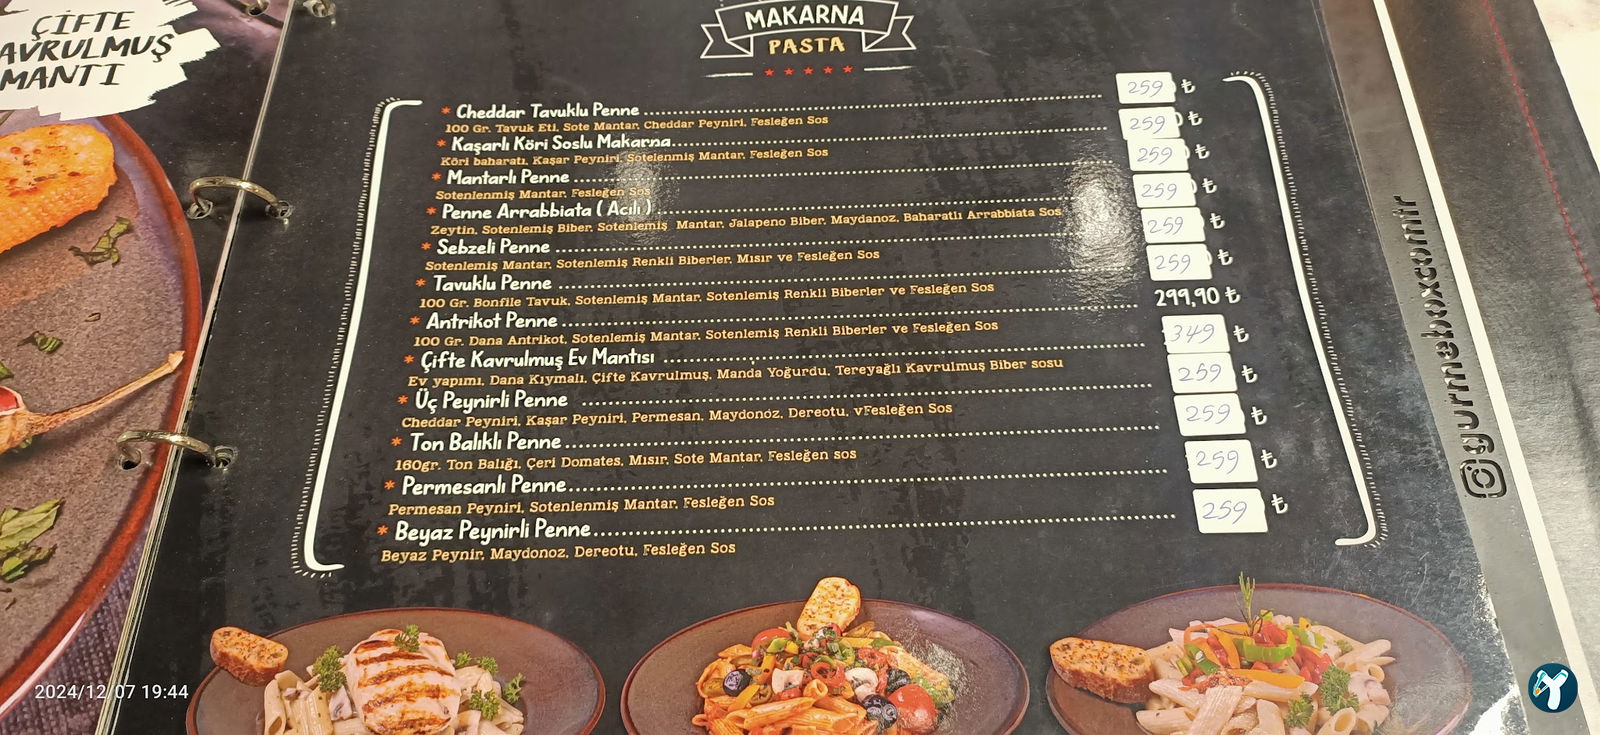 ÇİFTE
KAVRULMUŞ
MANTI
MAKARNA
PASTA
* Cheddar Tavuklu Penne 259 ₺
100 Gr. Tavuk Eti, Sote Mantar, Cheddar Peyniri, Fesleğen Sos
* Kaşarlı Köri Soslu Makarna 259 ₺
Köri baharatı, Kaşar Peyniri, Sotelenmiş Mantar, Fesleğen Sos
* Mantarlı Penne 259 ₺
Sotenlenmiş Mantar, Fesleğen Sos
* Penne Arrabbiata ( Acılı ) 259 ₺
Zeytin, Sotenlemiş Biber, Sotenlemiş Mantar, Jalapeno Biber, Maydanoz, Baharatlı Arrabbiata Sos
* Sebzeli Penne 259 ₺
Sotenlemiş Mantar, Sotenlemiş Renkli Biberler, Mısır ve Fesleğen Sos
* Tavuklu Penne 259 ₺
100 Gr. Bonfile Tavuk, Sotenlemiş Mantar, Sotenlemiş Renkli Biberler ve Fesleğen Sos
* Antrikot Penne 299,90 ₺
100 Gr. Dana Antrikot, Sotenlemiş Mantar, Sotenlemiş Renkli Biberler ve Fesleğen Sos
* Çifte Kavrulmuş Ev Mantısı 349 ₺
Ev yapımı, Dana Kıymalı, Çifte Kavrulmuş, Manda Yoğurdu, Tereyağlı Kavrulmuş Biber sosu
* Üç Peynirli Penne 259 ₺
Cheddar Peyniri, Kaşar Peyniri, Permesan, Maydonoz, Dereotu, vFesleğen Sos
* Ton Balıklı Penne 259 ₺
160gr. Ton Balığı, Çeri Domates, Mısır, Sote Mantar, Fesleğen sos
* Permesanlı Penne 259 ₺
Permesan Peyniri, Sotenlenmiş Mantar, Fesleğen Sos
* Beyaz Peynirli Penne 259 ₺
Beyaz Peynir, Maydonoz, Dereotu, Fesleğen Sos
gurmeboxcomtr
2024/12/07 19:44